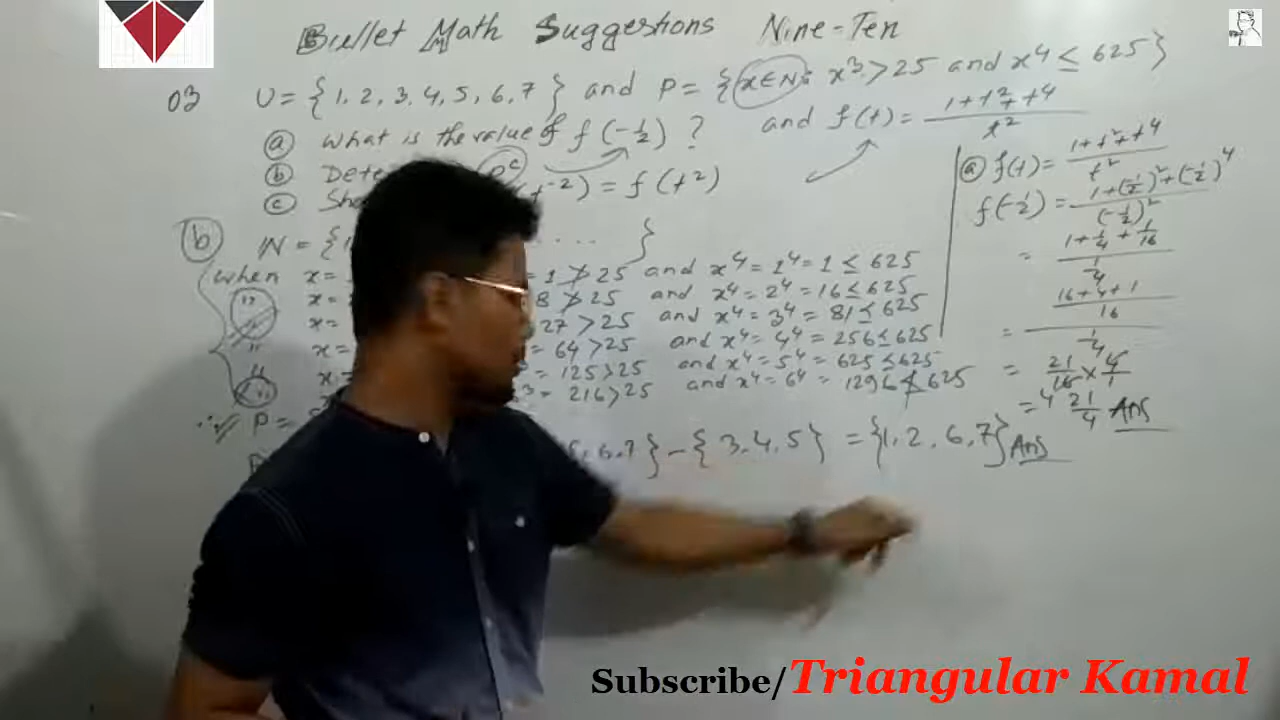 Bullet Math Suggestions Nine-Ten
03 U = {1, 2, 3, 4, 5, 6, 7} and P = {x∈N: x³ > 25 and x⁴ ≤ 625}
and f(t) = (1+t²+t⁴)/t²
(a) What is the value of f(-1/2) ?
(b) Dete P^c
(c) Sho (t⁻²) = f(t²)
(b) N = {1 .... }
when x= = 1 ≯ 25 and x⁴ = 1⁴ = 1 ≤ 625
" x= 8 ≯ 25 and x⁴ = 2⁴ = 16 ≤ 625
x= 27 > 25 and x⁴ = 3⁴ = 81 ≤ 625
" x= 64 > 25 and x⁴ = 4⁴ = 256 ≤ 625
" x = 125 > 25 and x⁴ = 5⁴ = 625 ≤ 625
= 216 > 25 and x⁴ = 6⁴ = 1296 ≰ 625
∴ P =
6, 7} - {3, 4, 5} = {1, 2, 6, 7} Ans
(a) f(t) = (1+t²+t⁴)/t²
f(-1/2) = (1+(-1/2)²+(-1/2)⁴)/(-1/2)²
= (1+1/4+1/16)/(1/4)
= ((16+4+1)/16)/(1/4)
= 21/16 × 4/1
4
= 21/4 Ans
Subscribe/Triangular Kamal